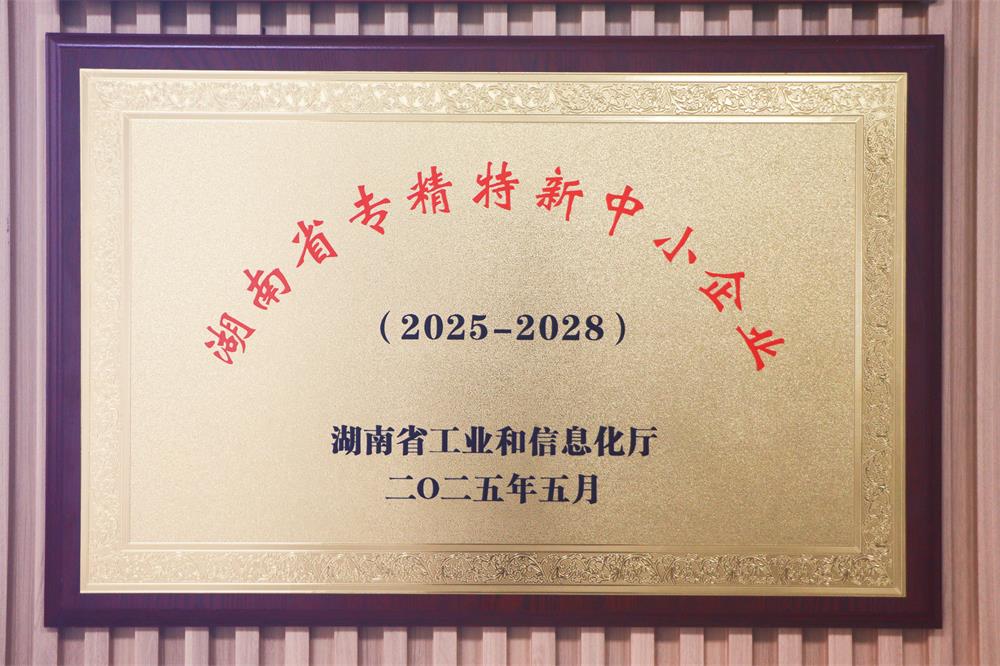 湖南省专精特新中小企业
（2025-2028）
湖南省工业和信息化厅
二〇二五年五月